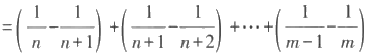 =(1/n − 1/(n+1)) + (1/(n+1) − 1/(n+2)) + ⋯ + (1/(m−1) − 1/m)